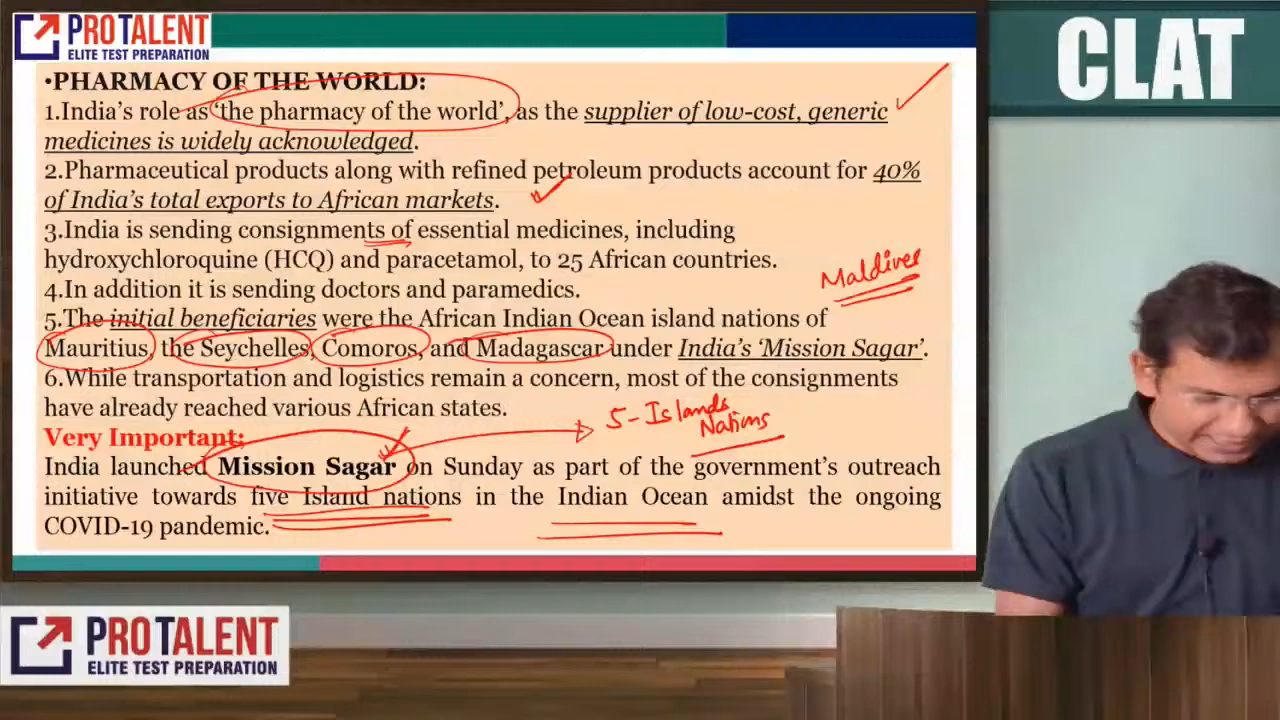 PRO TALENT
ELITE TEST PREPARATION
CLAT
•PHARMACY OF THE WORLD:
1.India's role as 'the pharmacy of the world', as the supplier of low-cost, generic
medicines is widely acknowledged.
2.Pharmaceutical products along with refined petroleum products account for 40%
of India's total exports to African markets.
3.India is sending consignments of essential medicines, including
hydroxychloroquine (HCQ) and paracetamol, to 25 African countries.
Maldives
4.In addition it is sending doctors and paramedics.
5.The initial beneficiaries were the African Indian Ocean island nations of
Mauritius, the Seychelles, Comoros, and Madagascar under India's 'Mission Sagar'.
6.While transportation and logistics remain a concern, most of the consignments
have already reached various African states.
5-Islands
Nations
Very Important:
India launched Mission Sagar on Sunday as part of the government's outreach
initiative towards five Island nations in the Indian Ocean amidst the ongoing
COVID-19 pandemic.
PRO TALENT
ELITE TEST PREPARATION